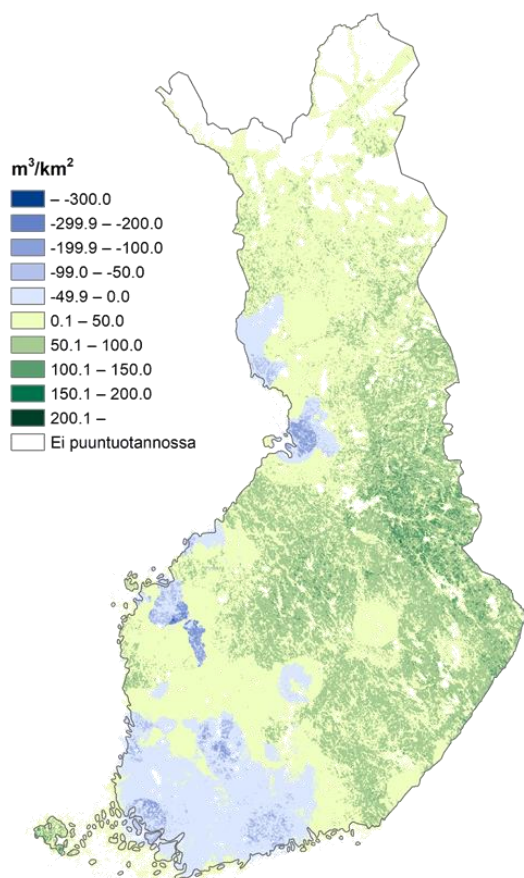 m³/km²
– -300.0
-299.9 – -200.0
-199.9 – -100.0
-99.0 – -50.0
-49.9 – 0.0
0.1 – 50.0
50.1 – 100.0
100.1 – 150.0
150.1 – 200.0
200.1 –
Ei puuntuotannossa